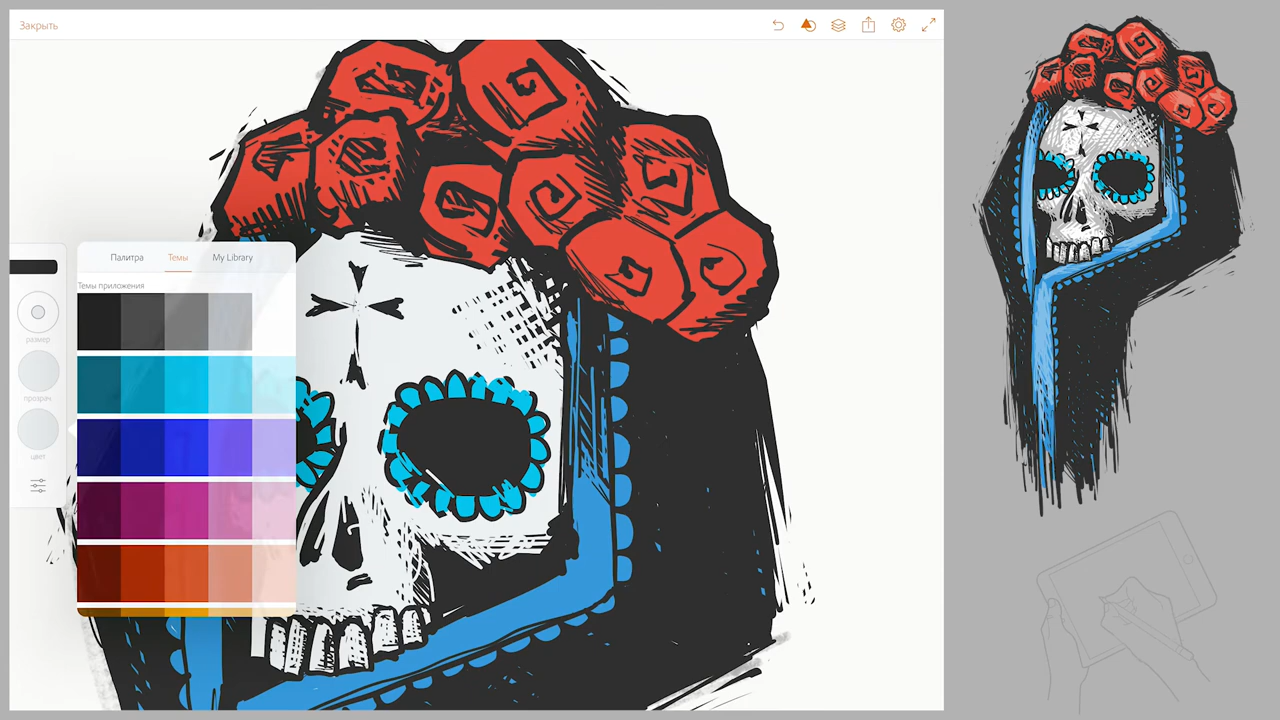 Закрыть
Палитра Темы My Library
Темы приложения
размер
прозрач.
цвет